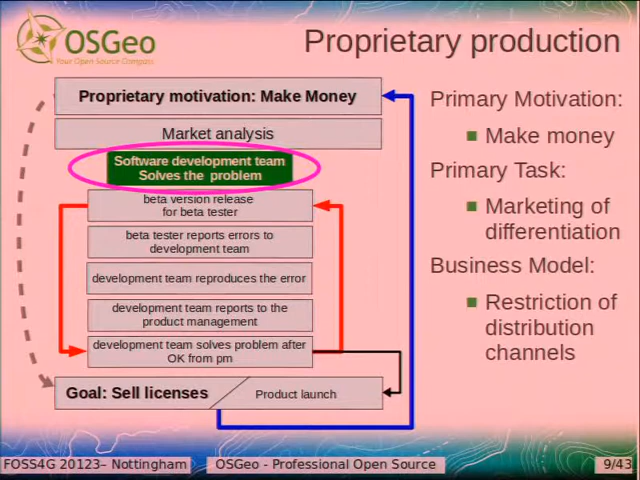 OSGeo
Your Open Source Compass
Proprietary production
Proprietary motivation: Make Money
Market analysis
Software development team
Solves the problem
beta version release
for beta tester
beta tester reports errors to
development team
development team reproduces the error
development team reports to the
product management
development team solves problem after
OK from pm
Goal: Sell licenses
Product launch
Primary Motivation:
Make money
Primary Task:
Marketing of
differentiation
Business Model:
Restriction of
distribution
channels
FOSS4G 20123– Nottingham
OSGeo - Professional Open Source
9/43